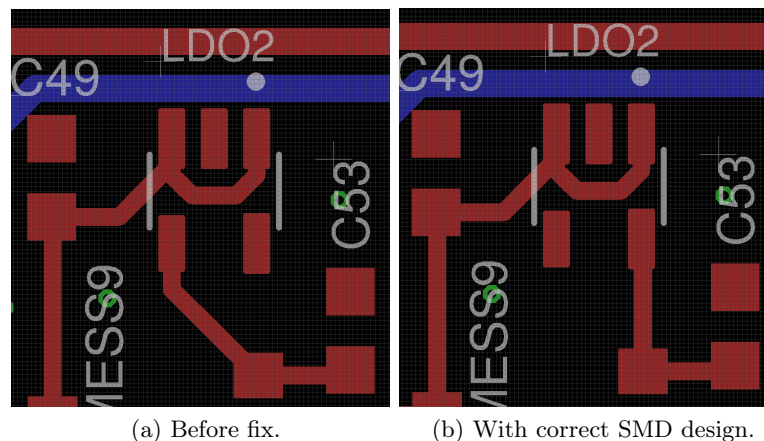 LDO2
C49
C53
MESS9
LDO2
C49
C53
MESS9
(a) Before fix.
(b) With correct SMD design.